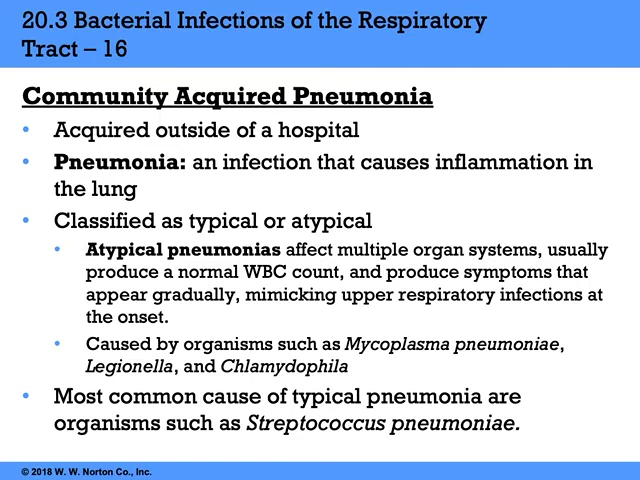 20.3 Bacterial Infections of the Respiratory
Tract – 16
Community Acquired Pneumonia
• Acquired outside of a hospital
• Pneumonia: an infection that causes inflammation in
the lung
• Classified as typical or atypical
• Atypical pneumonias affect multiple organ systems, usually
produce a normal WBC count, and produce symptoms that
appear gradually, mimicking upper respiratory infections at
the onset.
• Caused by organisms such as Mycoplasma pneumoniae,
Legionella, and Chlamydophila
• Most common cause of typical pneumonia are
organisms such as Streptococcus pneumoniae.
© 2018 W. W. Norton Co., Inc.